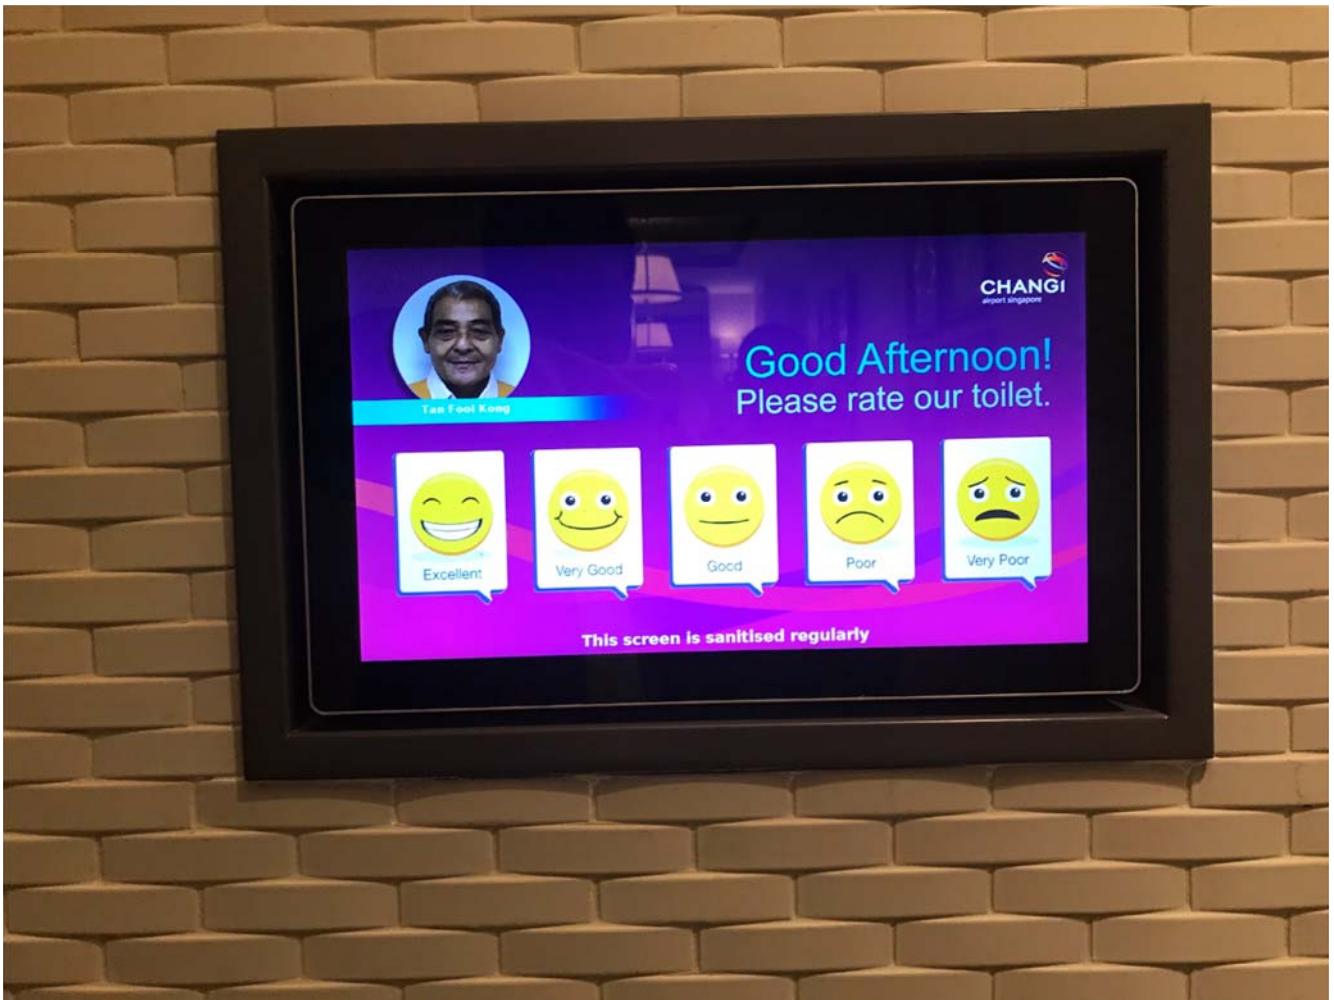 CHANGI
airport singapore
Good Afternoon!
Please rate our toilet.
Tan Fool Kong
Excellent
Very Good
Good
Poor
Very Poor
This screen is sanitised regularly